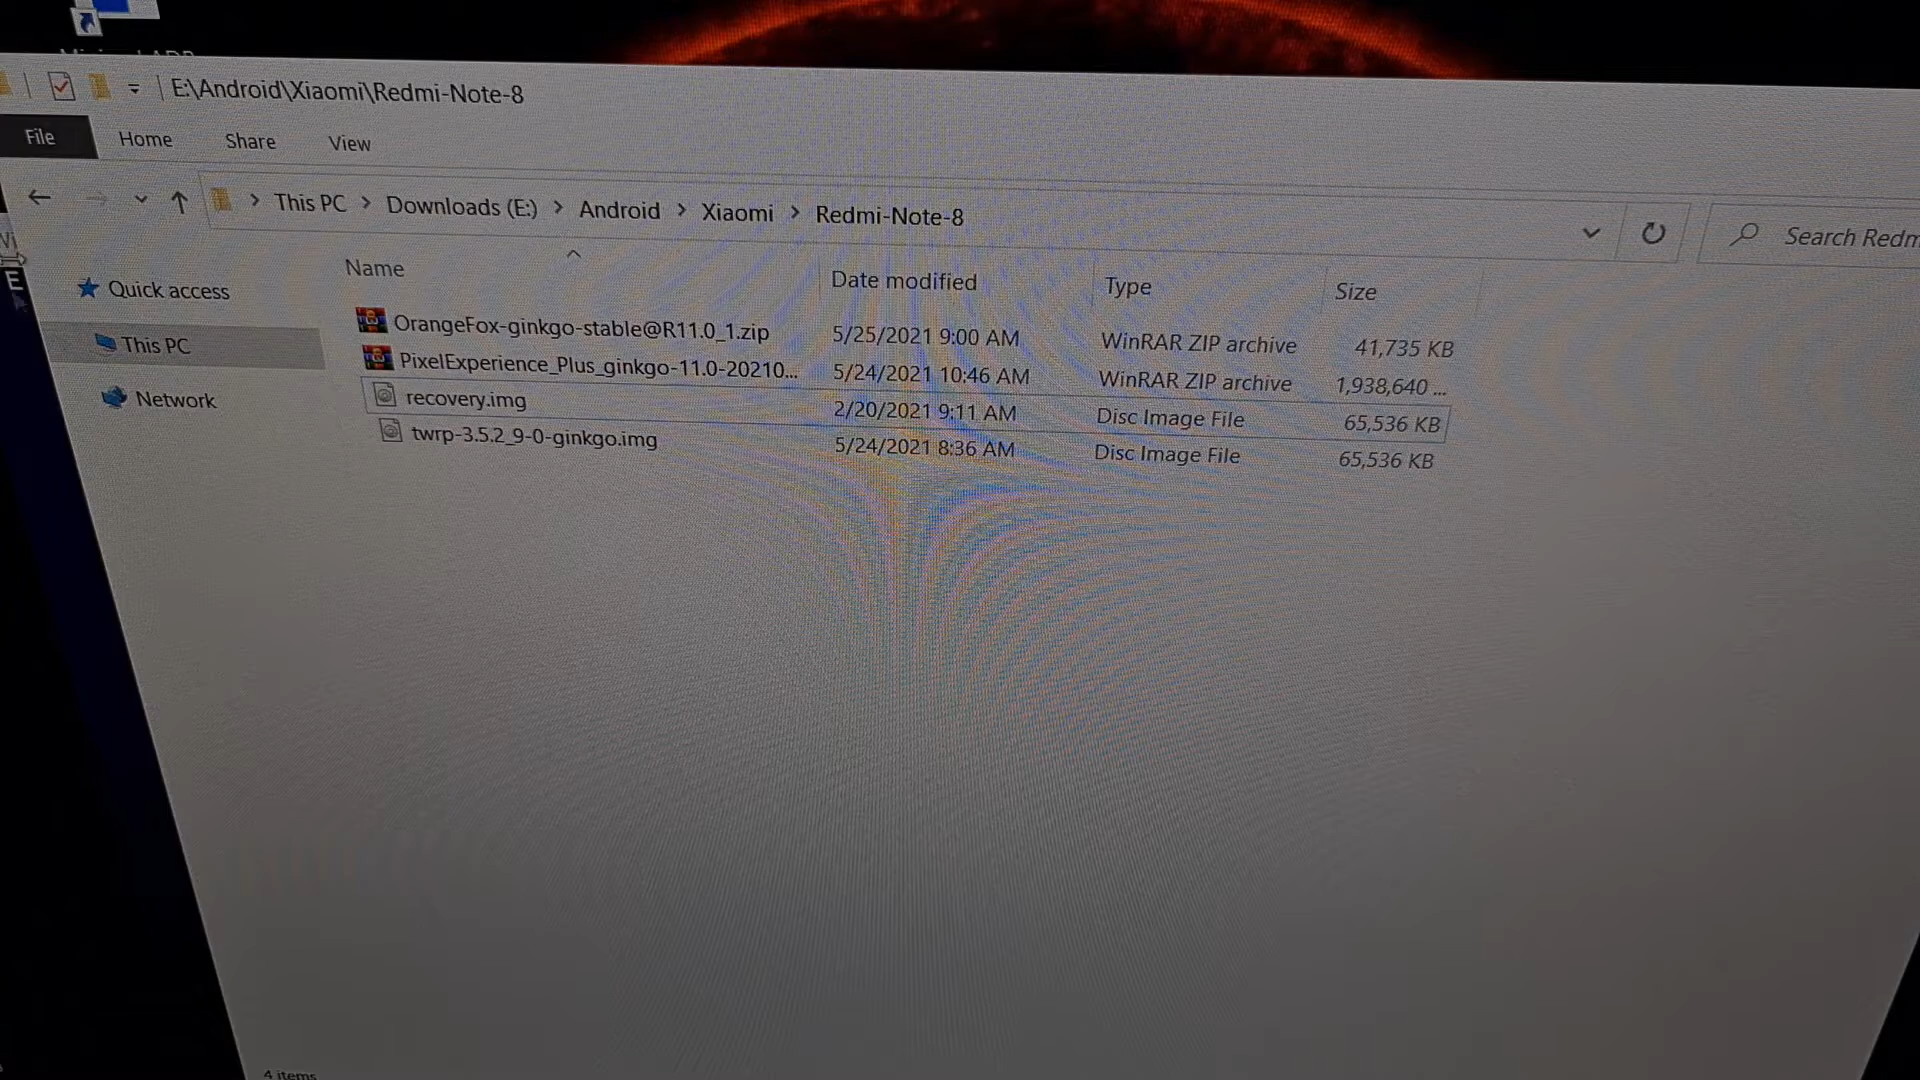 E:\Android\Xiaomi\Redmi-Note-8
File Home Share View
This PC Downloads (E:) Android Xiaomi Redmi-Note-8 Search Redm
Name Date modified Type Size
Quick access
This PC
Network
OrangeFox-ginkgo-stable@R11.0_1.zip 5/25/2021 9:00 AM WinRAR ZIP archive 41,735 KB
PixelExperience_Plus_ginkgo-11.0-20210... 5/24/2021 10:46 AM WinRAR ZIP archive 1,938,640 ...
recovery.img 2/20/2021 9:11 AM Disc Image File 65,536 KB
twrp-3.5.2_9-0-ginkgo.img 5/24/2021 8:36 AM Disc Image File 65,536 KB
4 items